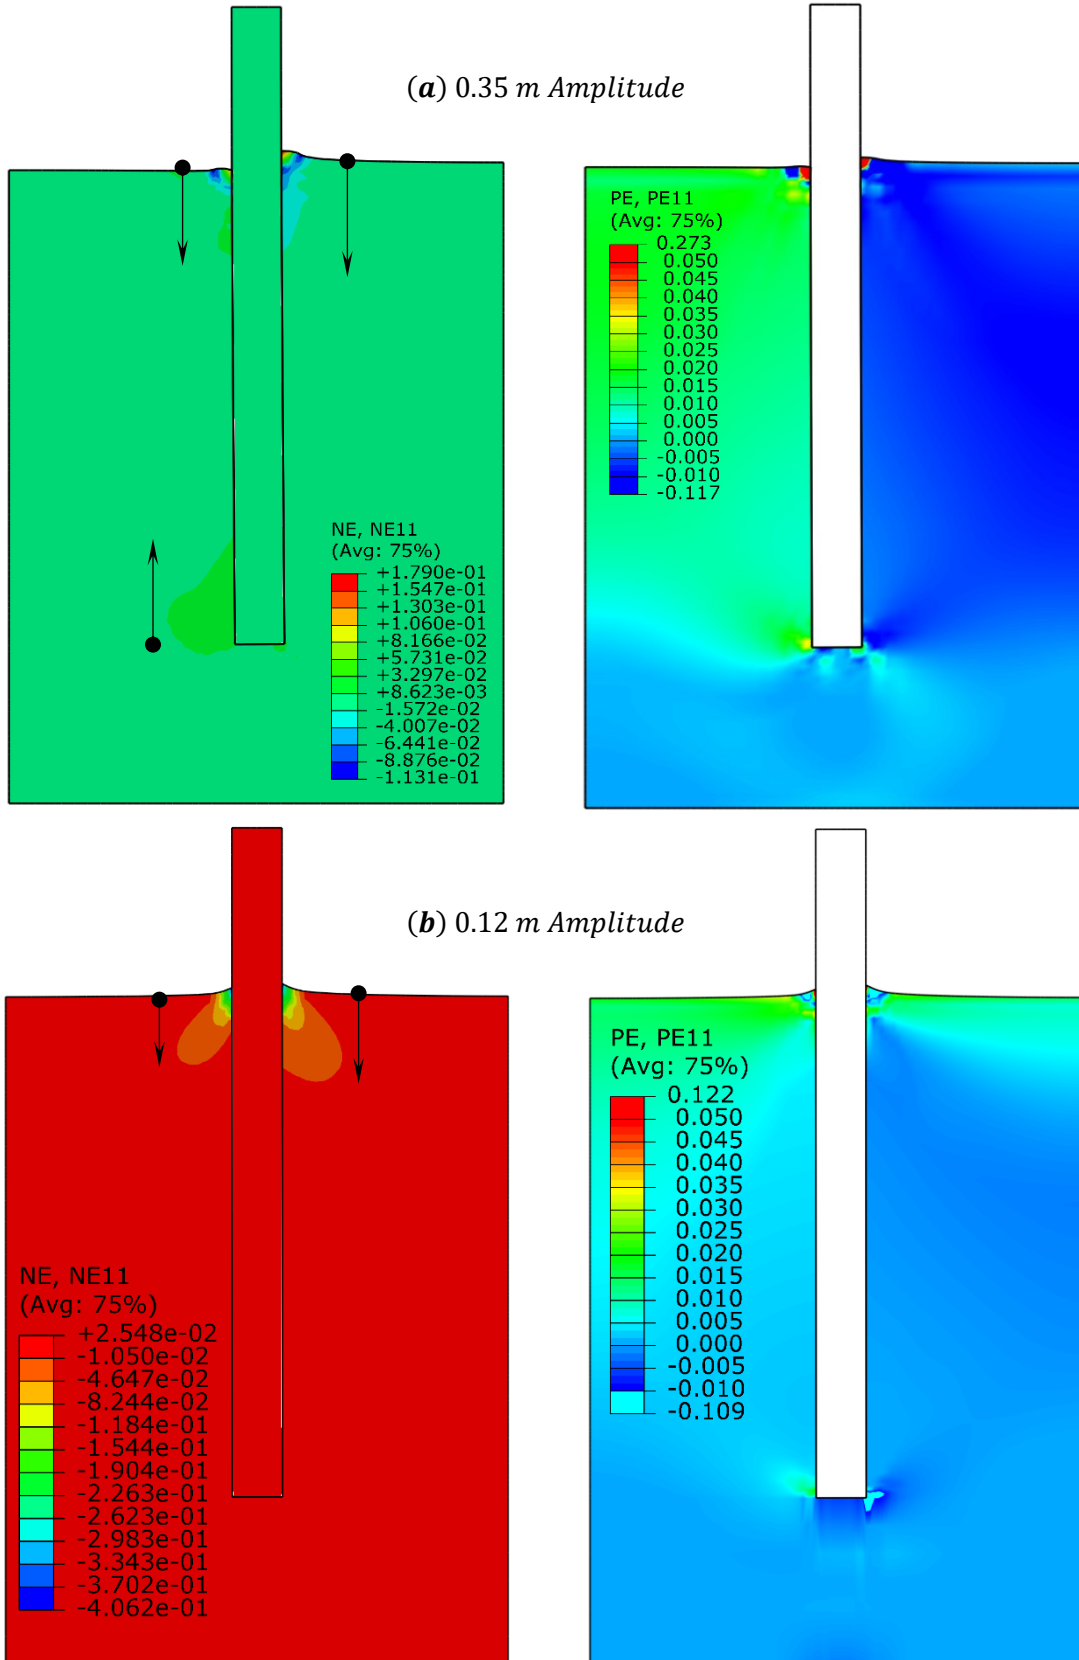 (a) 0.35 m Amplitude
PE, PE11
(Avg: 75%)
0.273
0.050
0.045
0.040
0.035
0.030
0.025
0.020
0.015
0.010
0.005
0.000
-0.005
-0.010
-0.117
NE, NE11
(Avg: 75%)
+1.790e-01
+1.547e-01
+1.303e-01
+1.060e-01
+8.166e-02
+5.731e-02
+3.297e-02
+8.623e-03
-1.572e-02
-4.007e-02
-6.441e-02
-8.876e-02
-1.131e-01
(b) 0.12 m Amplitude
PE, PE11
(Avg: 75%)
0.122
0.050
0.045
0.040
0.035
0.030
0.025
0.020
0.015
0.010
0.005
0.000
-0.005
-0.010
-0.109
NE, NE11
(Avg: 75%)
+2.548e-02
-1.050e-02
-4.647e-02
-8.244e-02
-1.184e-01
-1.544e-01
-1.904e-01
-2.263e-01
-2.623e-01
-2.983e-01
-3.343e-01
-3.702e-01
-4.062e-01